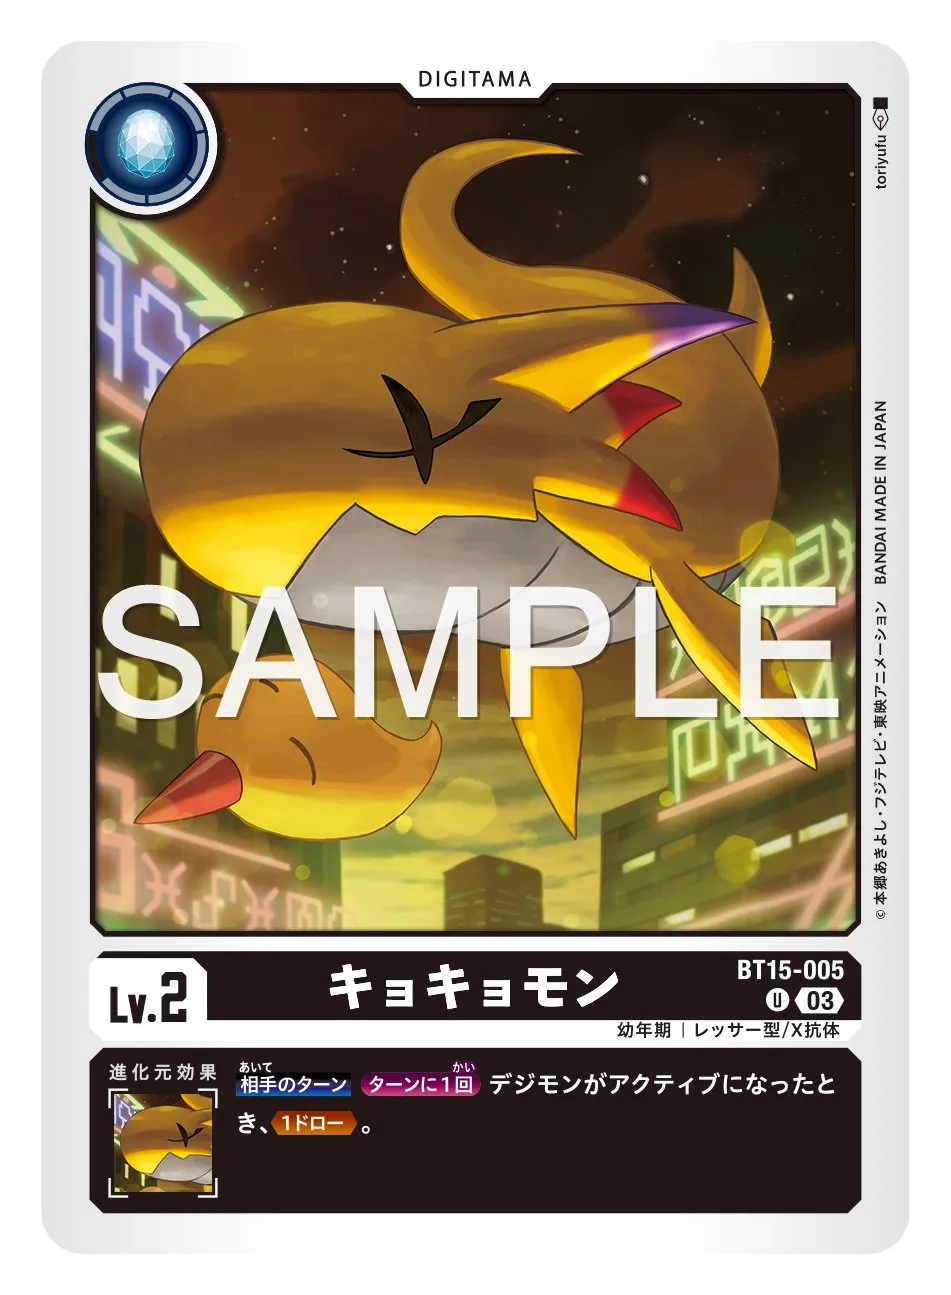 DIGITAMA
toriyufu
SAMPLE
© 本郷あきよし・フジテレビ・東映アニメーション BANDAI MADE IN JAPAN
Lv.2
キョキョモン
BT15-005
U 03
幼年期 | レッサー型/X抗体
進化元効果
あいて かい
相手のターン ターンに1回 デジモンがアクティブになったと
き、1ドロー。